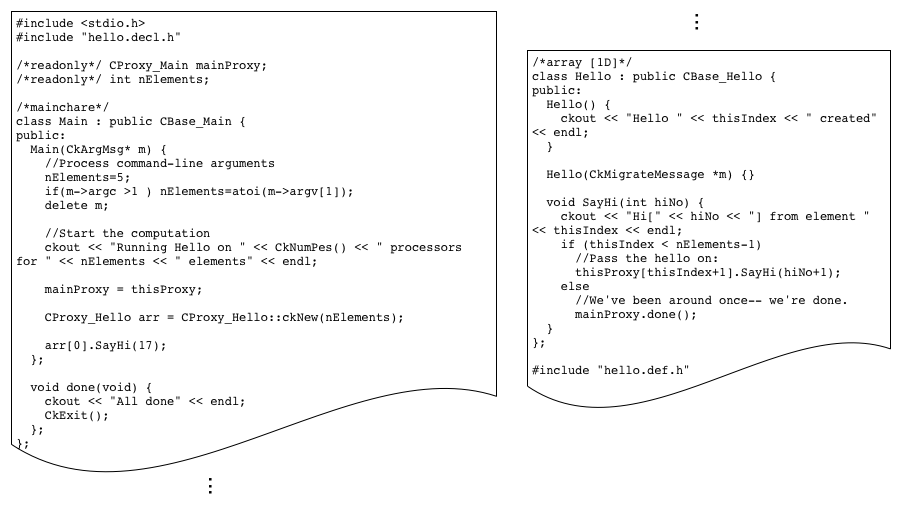 #include <stdio.h>
#include "hello.decl.h"
/*readonly*/ CProxy_Main mainProxy;
/*readonly*/ int nElements;
/*mainchare*/
class Main : public CBase_Main {
public:
  Main(CkArgMsg* m) {
    //Process command-line arguments
    nElements=5;
    if(m->argc >1 ) nElements=atoi(m->argv[1]);
    delete m;
    //Start the computation
    ckout << "Running Hello on " << CkNumPes() << " processors
for " << nElements << " elements" << endl;
    mainProxy = thisProxy;
    CProxy_Hello arr = CProxy_Hello::ckNew(nElements);
    arr[0].SayHi(17);
  };
  void done(void) {
    ckout << "All done" << endl;
    CkExit();
  };
};
/*array [1D]*/
class Hello : public CBase_Hello {
public:
  Hello() {
    ckout << "Hello " << thisIndex << " created"
<< endl;
  }
  Hello(CkMigrateMessage *m) {}
  void SayHi(int hiNo) {
    ckout << "Hi[" << hiNo << "] from element "
<< thisIndex << endl;
    if (thisIndex < nElements-1)
      //Pass the hello on:
      thisProxy[thisIndex+1].SayHi(hiNo+1);
    else
      //We've been around once-- we're done.
      mainProxy.done();
  }
};
#include "hello.def.h"